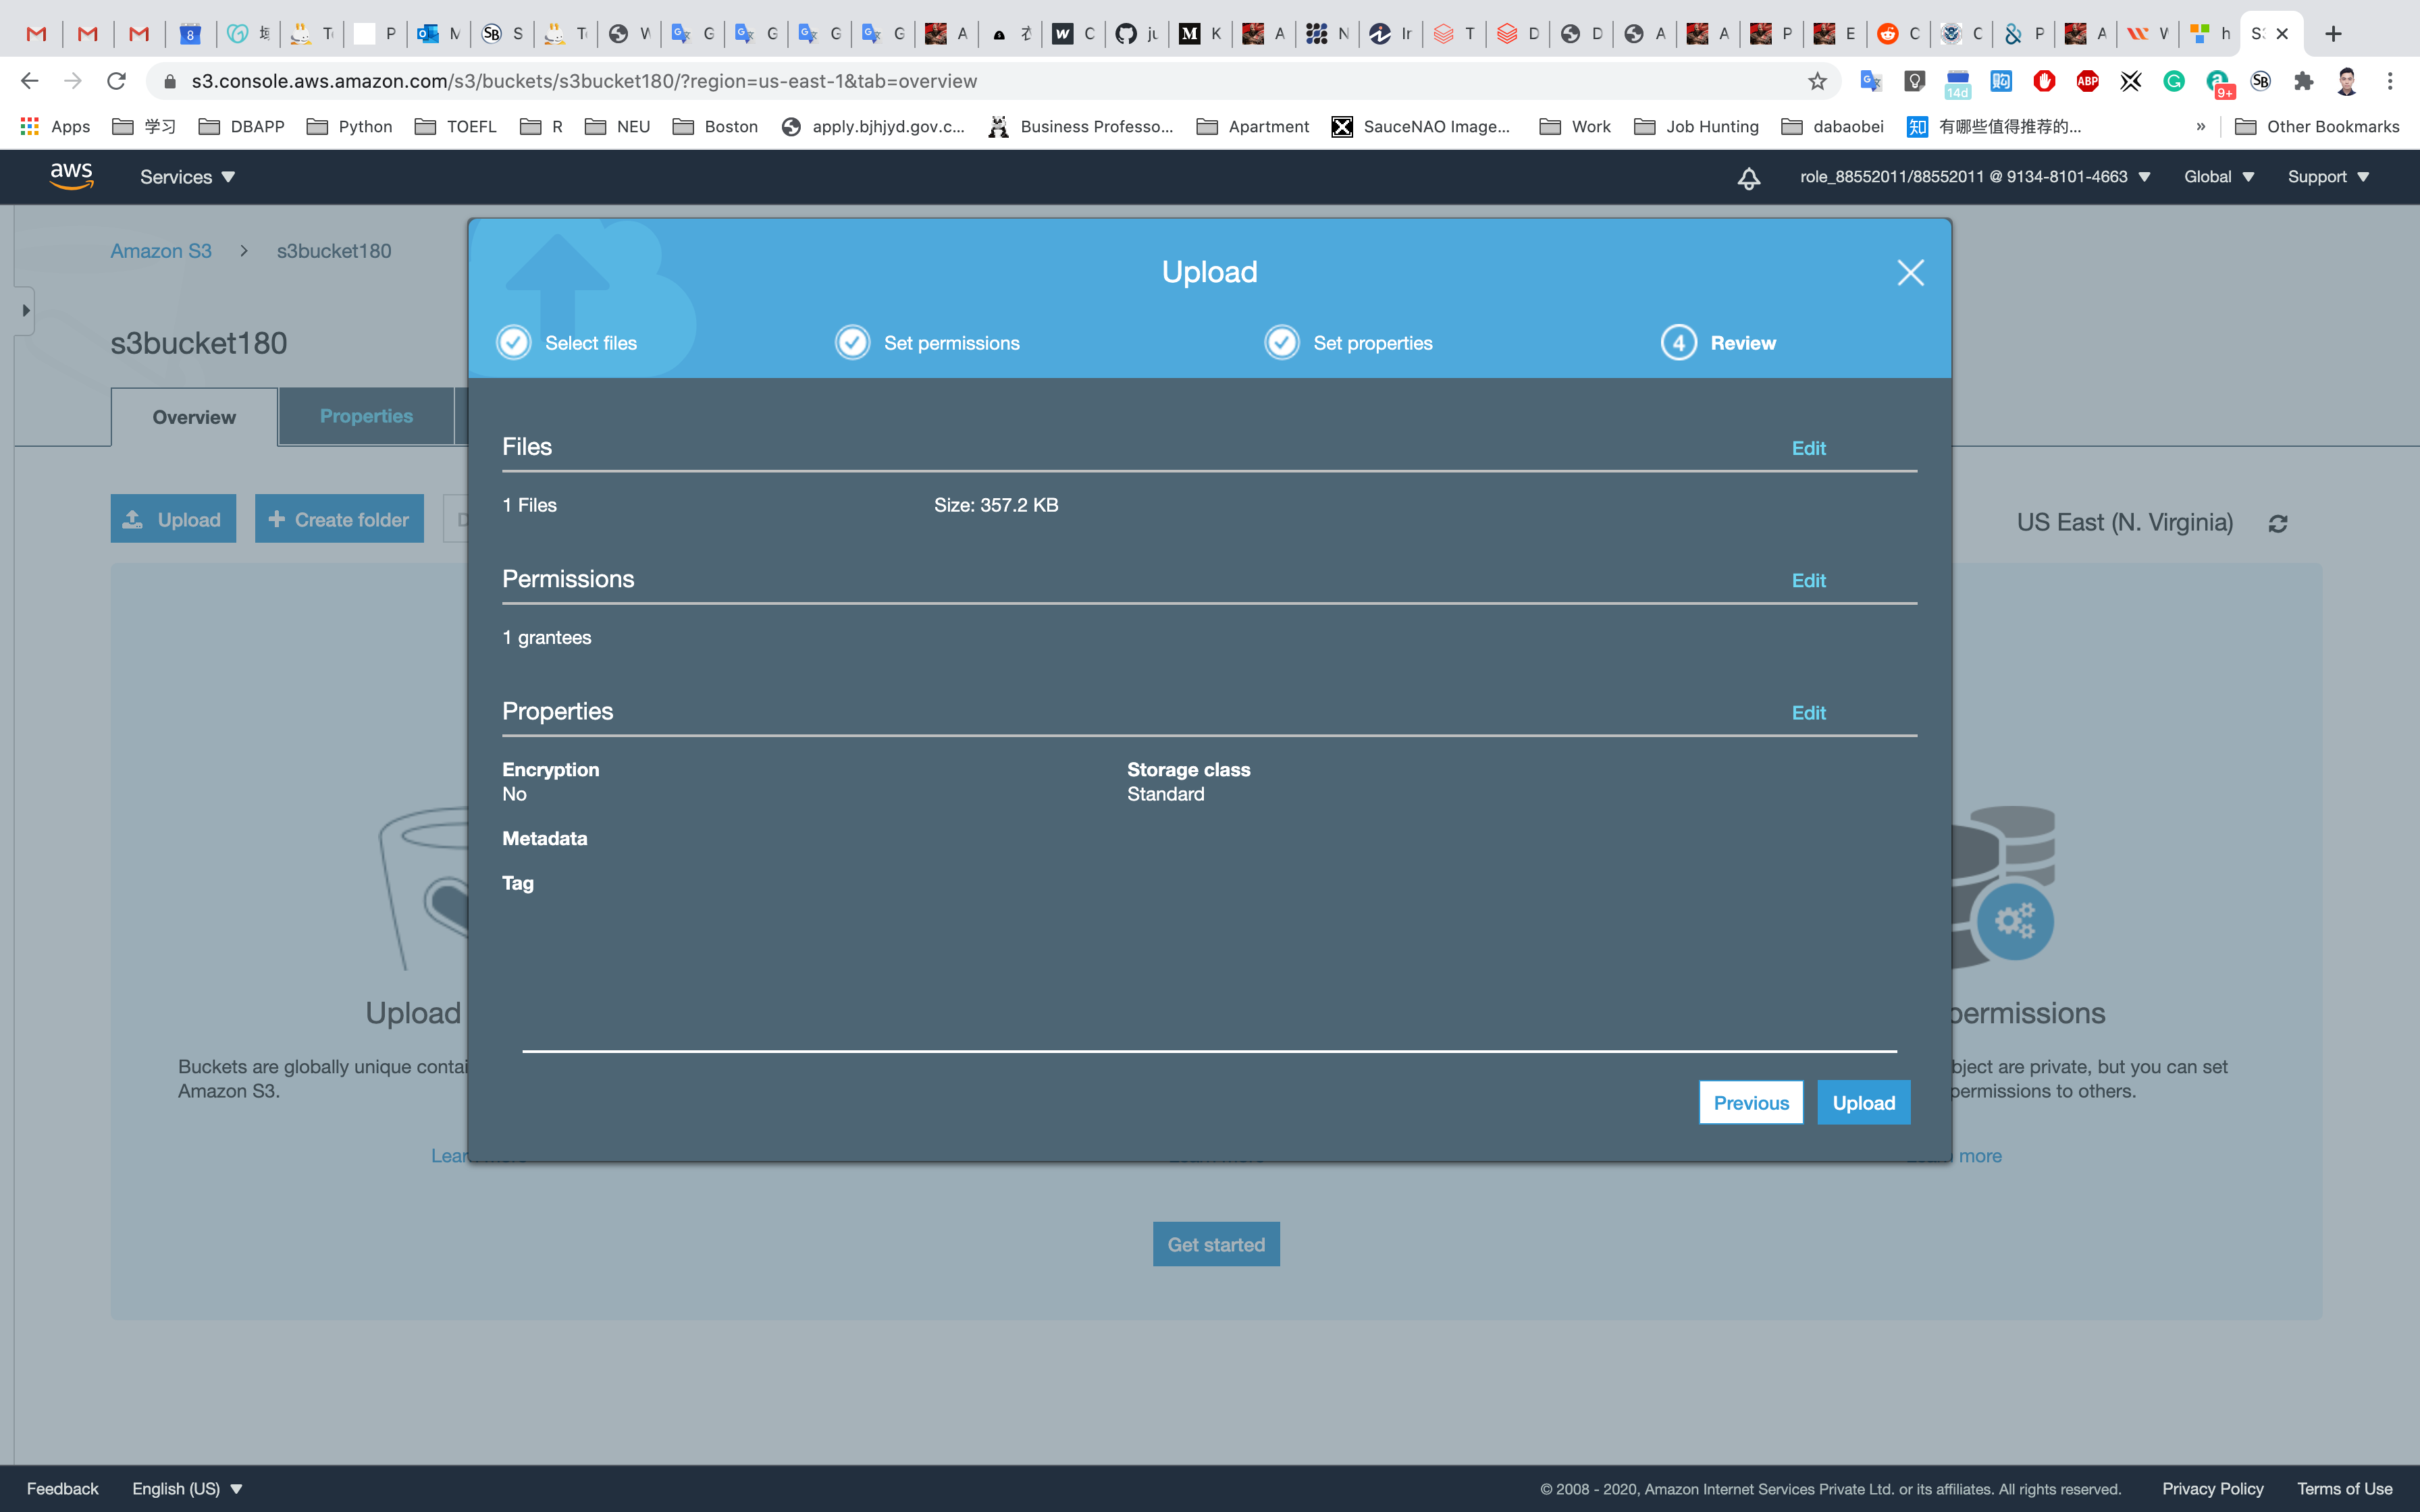 s3.console.aws.amazon.com/s3/buckets/s3bucket180/?region=us-east-1&tab=overview
14d
ABP
9+
Apps 学习 DBAPP Python TOEFL R NEU Boston apply.bjhjyd.gov.c... Business Professo... Apartment SauceNAO Image... Work Job Hunting dabaobei 有哪些值得推荐的... » Other Bookmarks
aws Services role_88552011/88552011 @ 9134-8101-4663 Global Support
Amazon S3 > s3bucket180
Upload
s3bucket180
Select files Set permissions Set properties 4 Review
Overview Properties
Files Edit
1 Files Size: 357.2 KB
Upload + Create folder US East (N. Virginia)
Permissions Edit
1 grantees
Properties Edit
Encryption Storage class
No Standard
Metadata
Tag
Upload permissions
Buckets are globally unique contai bject are private, but you can set
Amazon S3. permissions to others.
Previous Upload
more
Get started
Feedback English (US) © 2008 - 2020, Amazon Internet Services Private Ltd. or its affiliates. All rights reserved. Privacy Policy Terms of Use